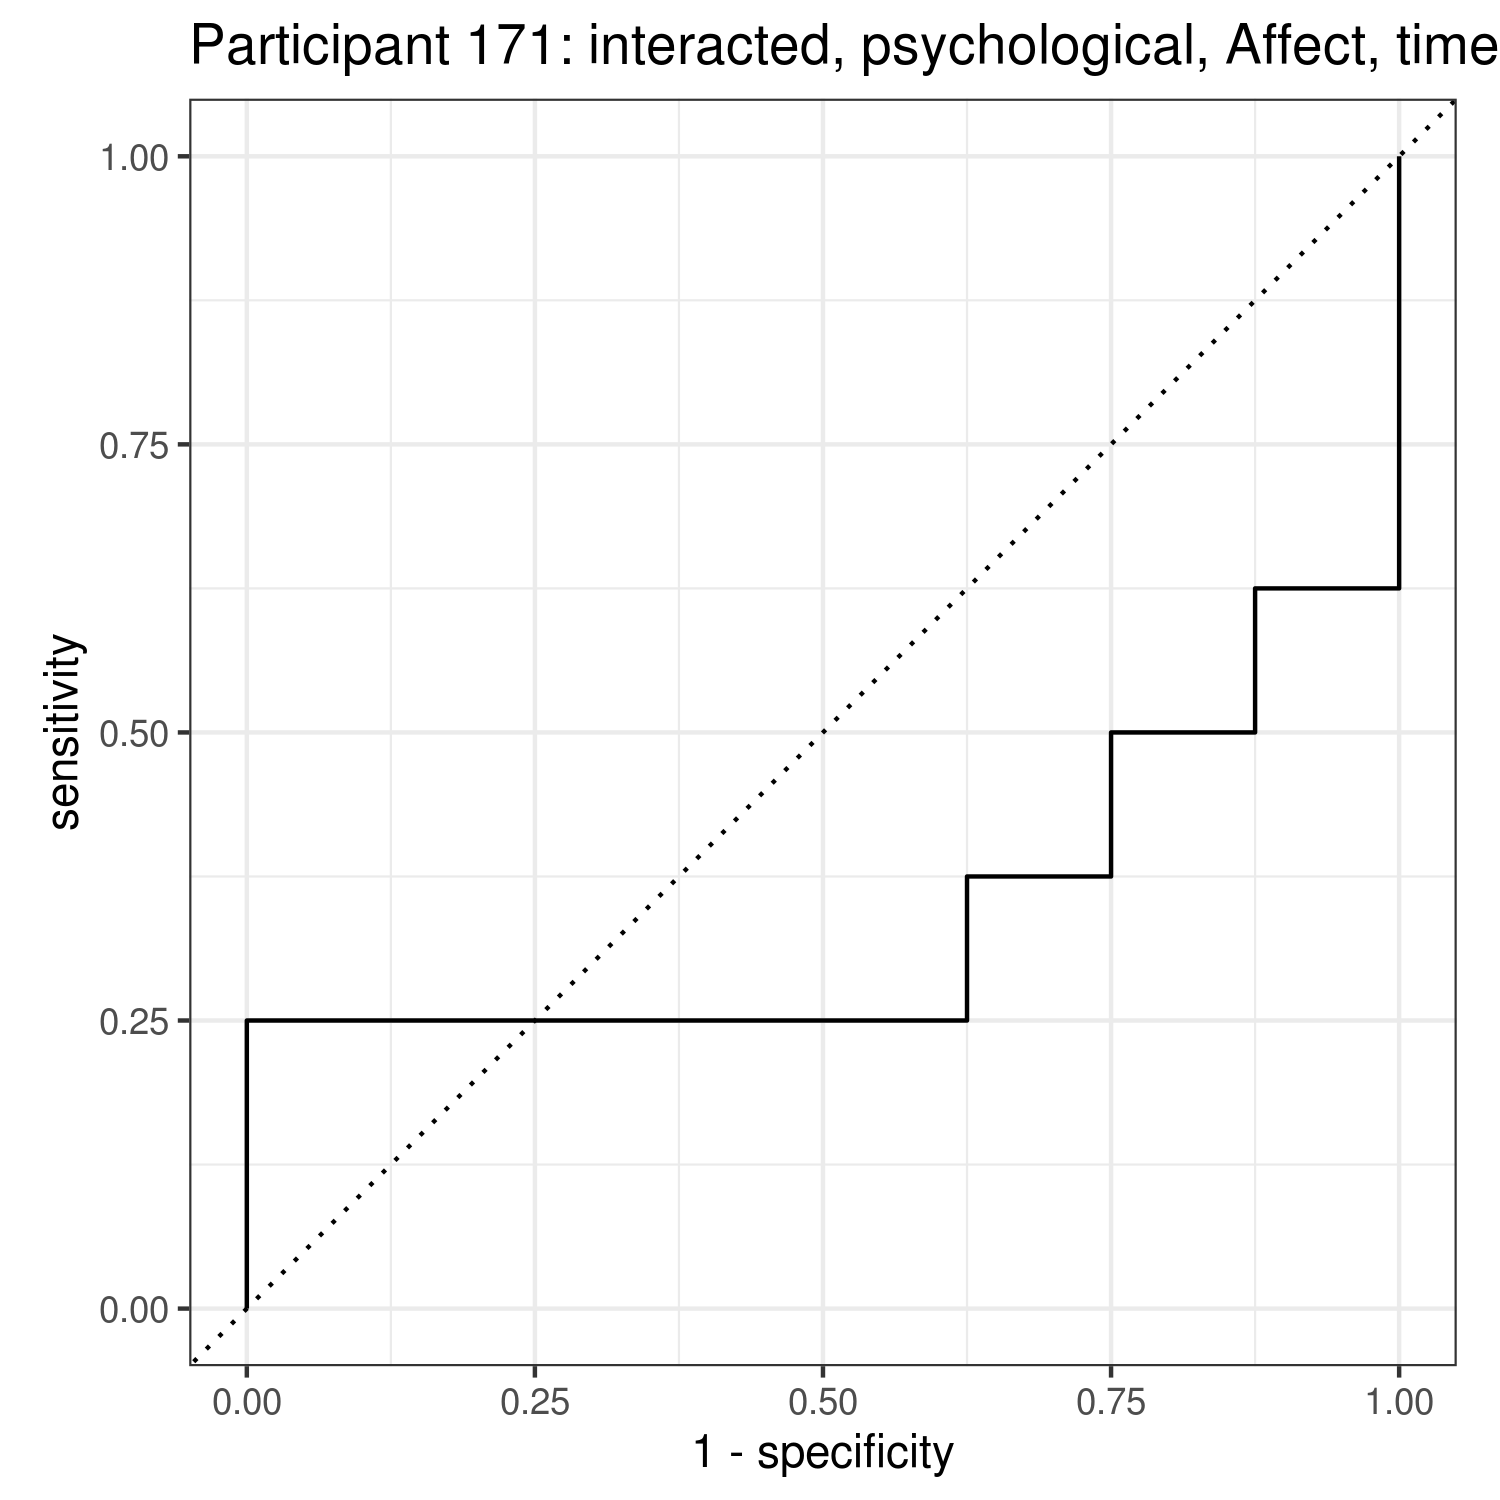 Participant 171: interacted, psychological, Affect, time
1.00
0.75
0.50
0.25
0.00
sensitivity
0.00 0.25 0.50 0.75 1.00
1 - specificity